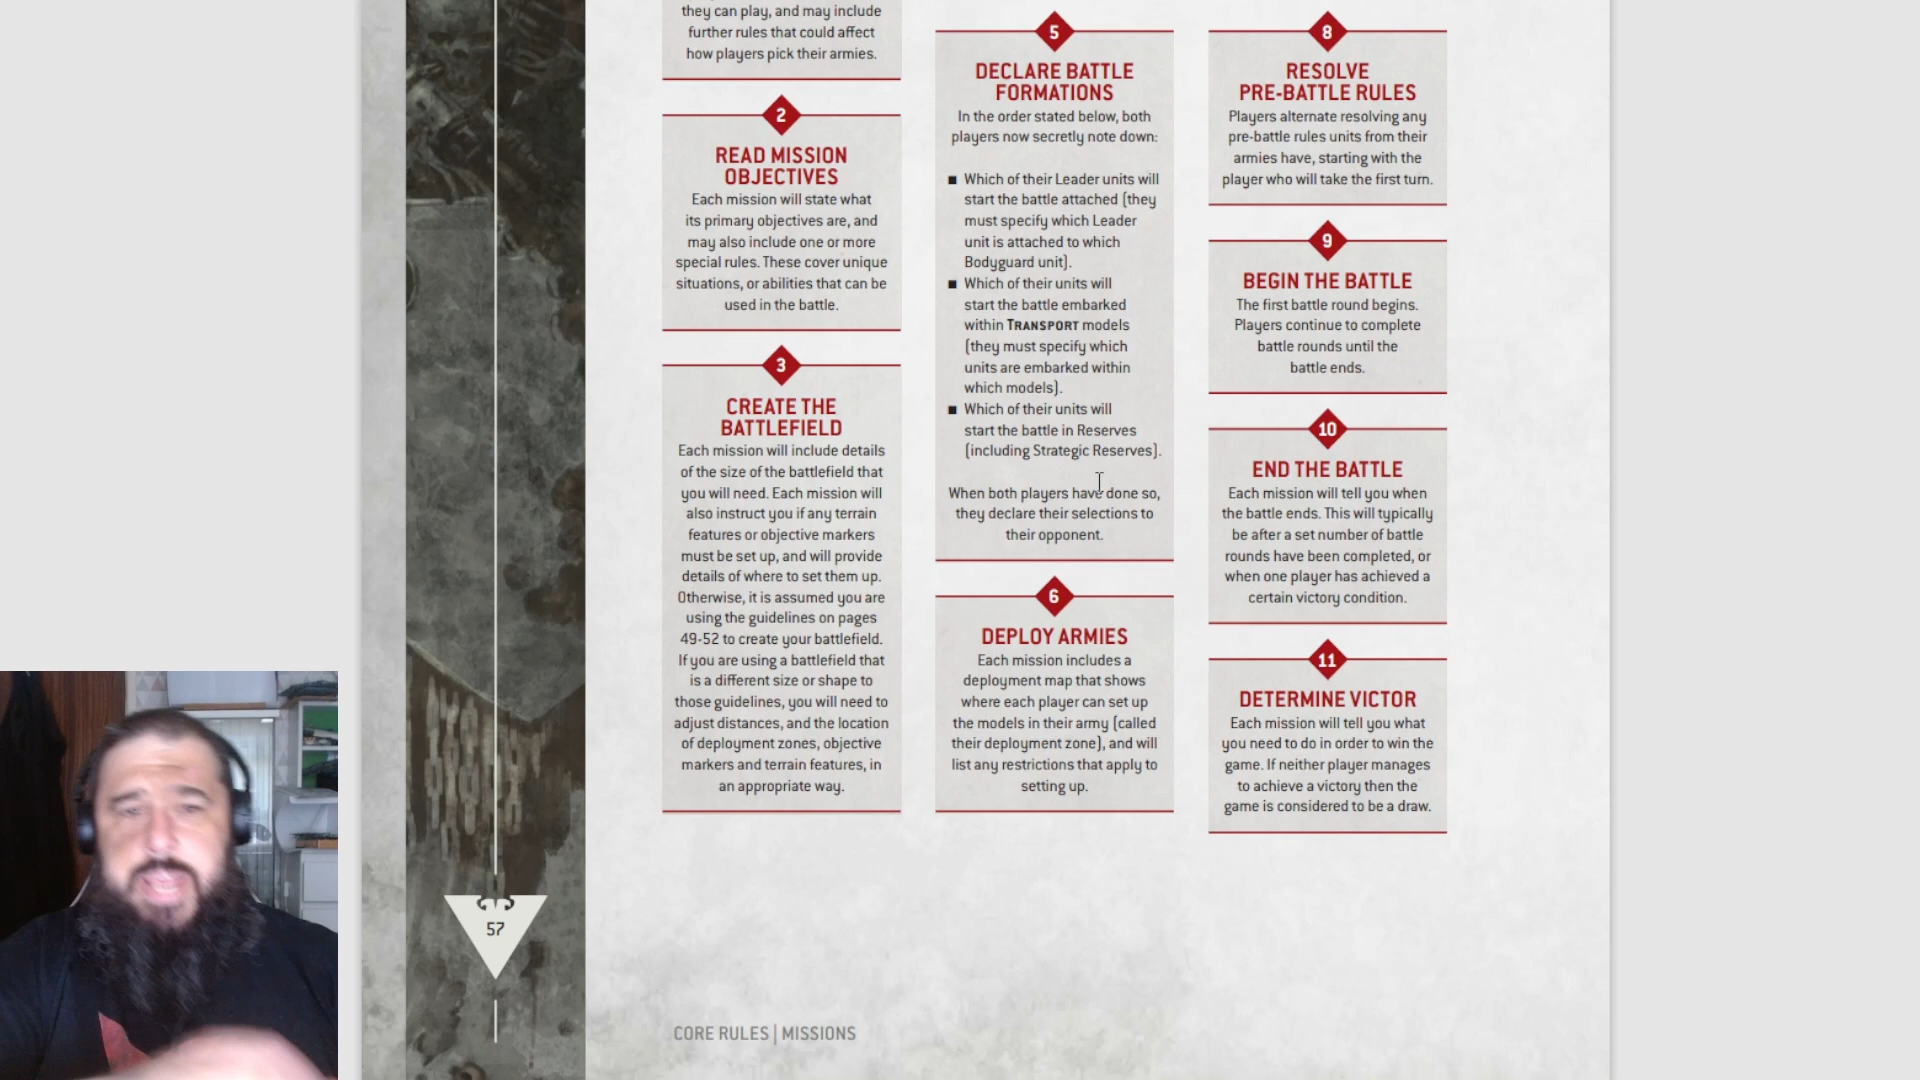 they can play, and may include
further rules that could affect
how players pick their armies.
2
READ MISSION
OBJECTIVES
Each mission will state what
its primary objectives are, and
may also include one or more
special rules. These cover unique
situations, or abilities that can be
used in the battle.
3
CREATE THE
BATTLEFIELD
Each mission will include details
of the size of the battlefield that
you will need. Each mission will
also instruct you if any terrain
features or objective markers
must be set up, and will provide
details of where to set them up.
Otherwise, it is assumed you are
using the guidelines on pages
49-52 to create your battlefield.
If you are using a battlefield that
is a different size or shape to
those guidelines, you will need to
adjust distances, and the location
of deployment zones, objective
markers and terrain features, in
an appropriate way.
5
DECLARE BATTLE
FORMATIONS
In the order stated below, both
players now secretly note down:
■ Which of their Leader units will
start the battle attached (they
must specify which Leader
unit is attached to which
Bodyguard unit).
■ Which of their units will
start the battle embarked
within TRANSPORT models
(they must specify which
units are embarked within
which models).
■ Which of their units will
start the battle in Reserves
(including Strategic Reserves).
When both players have done so,
they declare their selections to
their opponent.
6
DEPLOY ARMIES
Each mission includes a
deployment map that shows
where each player can set up
the models in their army (called
their deployment zone), and will
list any restrictions that apply to
setting up.
8
RESOLVE
PRE-BATTLE RULES
Players alternate resolving any
pre-battle rules units from their
armies have, starting with the
player who will take the first turn.
9
BEGIN THE BATTLE
The first battle round begins.
Players continue to complete
battle rounds until the
battle ends.
10
END THE BATTLE
Each mission will tell you when
the battle ends. This will typically
be after a set number of battle
rounds have been completed, or
when one player has achieved a
certain victory condition.
11
DETERMINE VICTOR
Each mission will tell you what
you need to do in order to win the
game. If neither player manages
to achieve a victory then the
game is considered to be a draw.
57
CORE RULES | MISSIONS